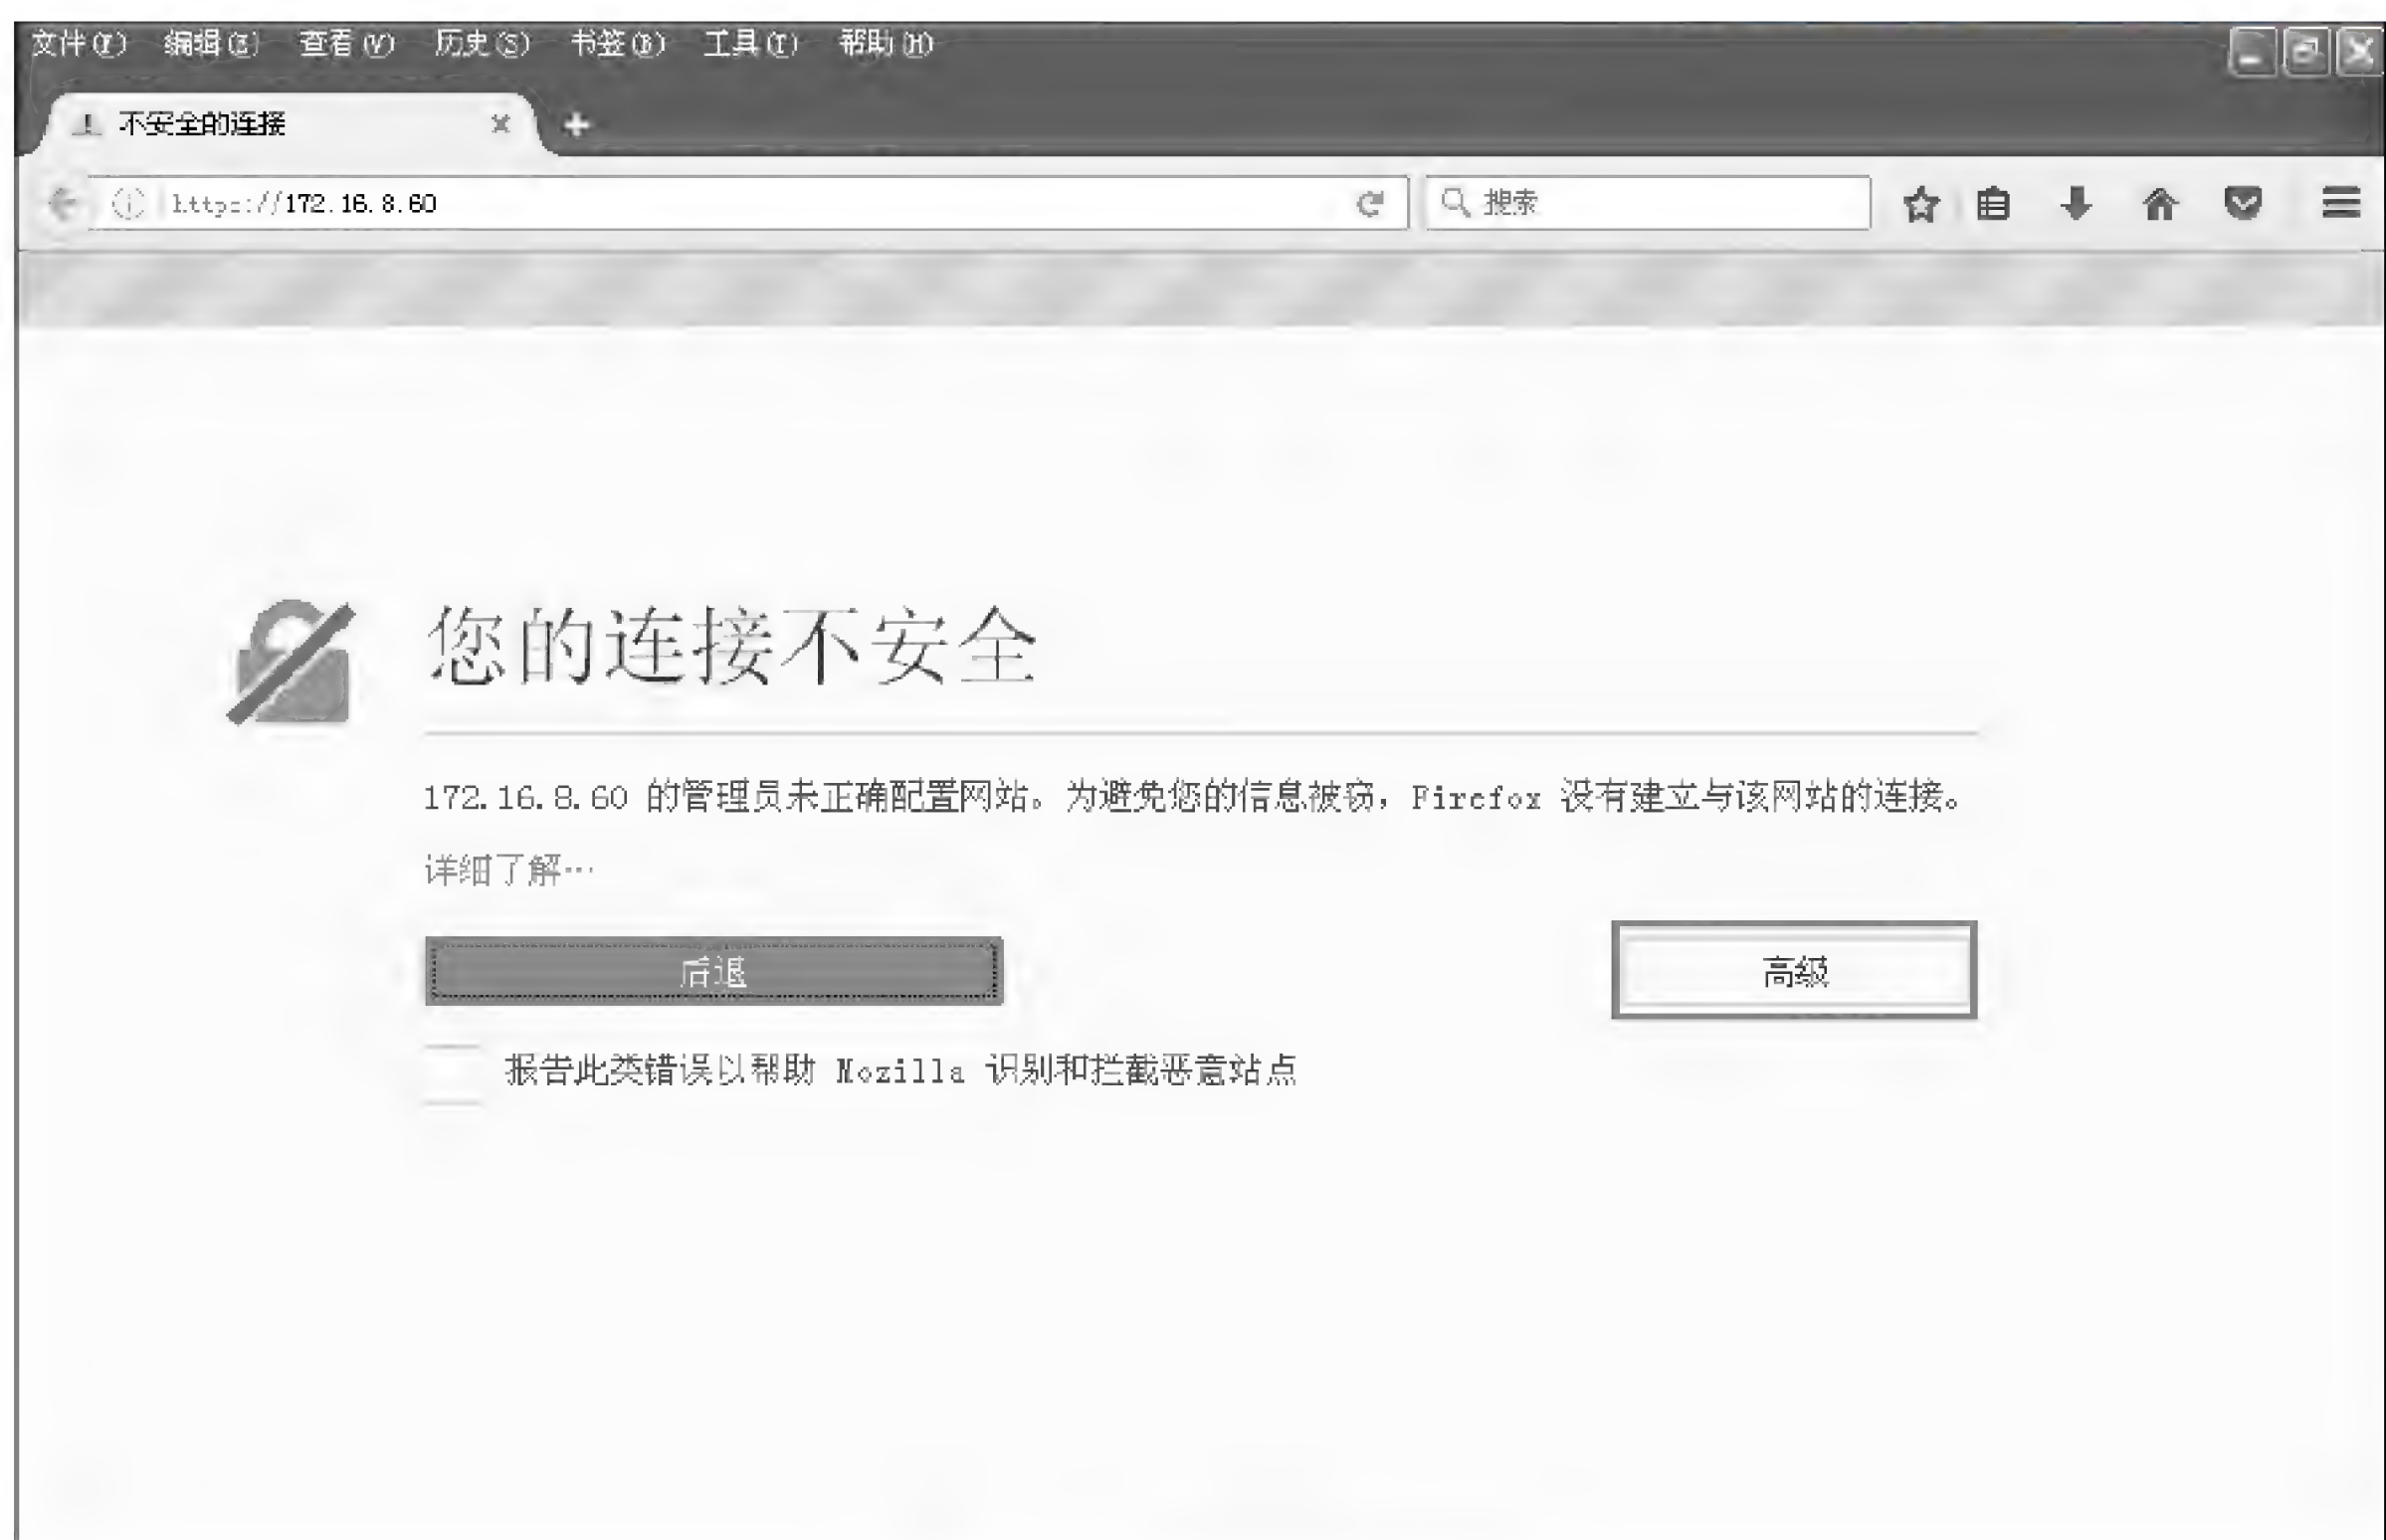 文件(F) 编辑(E) 查看(V) 历史(S) 书签(B) 工具(T) 帮助(H)
不安全的连接
https://172.16.8.60 搜索
您的连接不安全
172.16.8.60 的管理员未正确配置网站。为避免您的信息被窃，Firefox 没有建立与该网站的连接。
详细了解…
后退 高级
报告此类错误以帮助 Mozilla 识别和拦截恶意站点